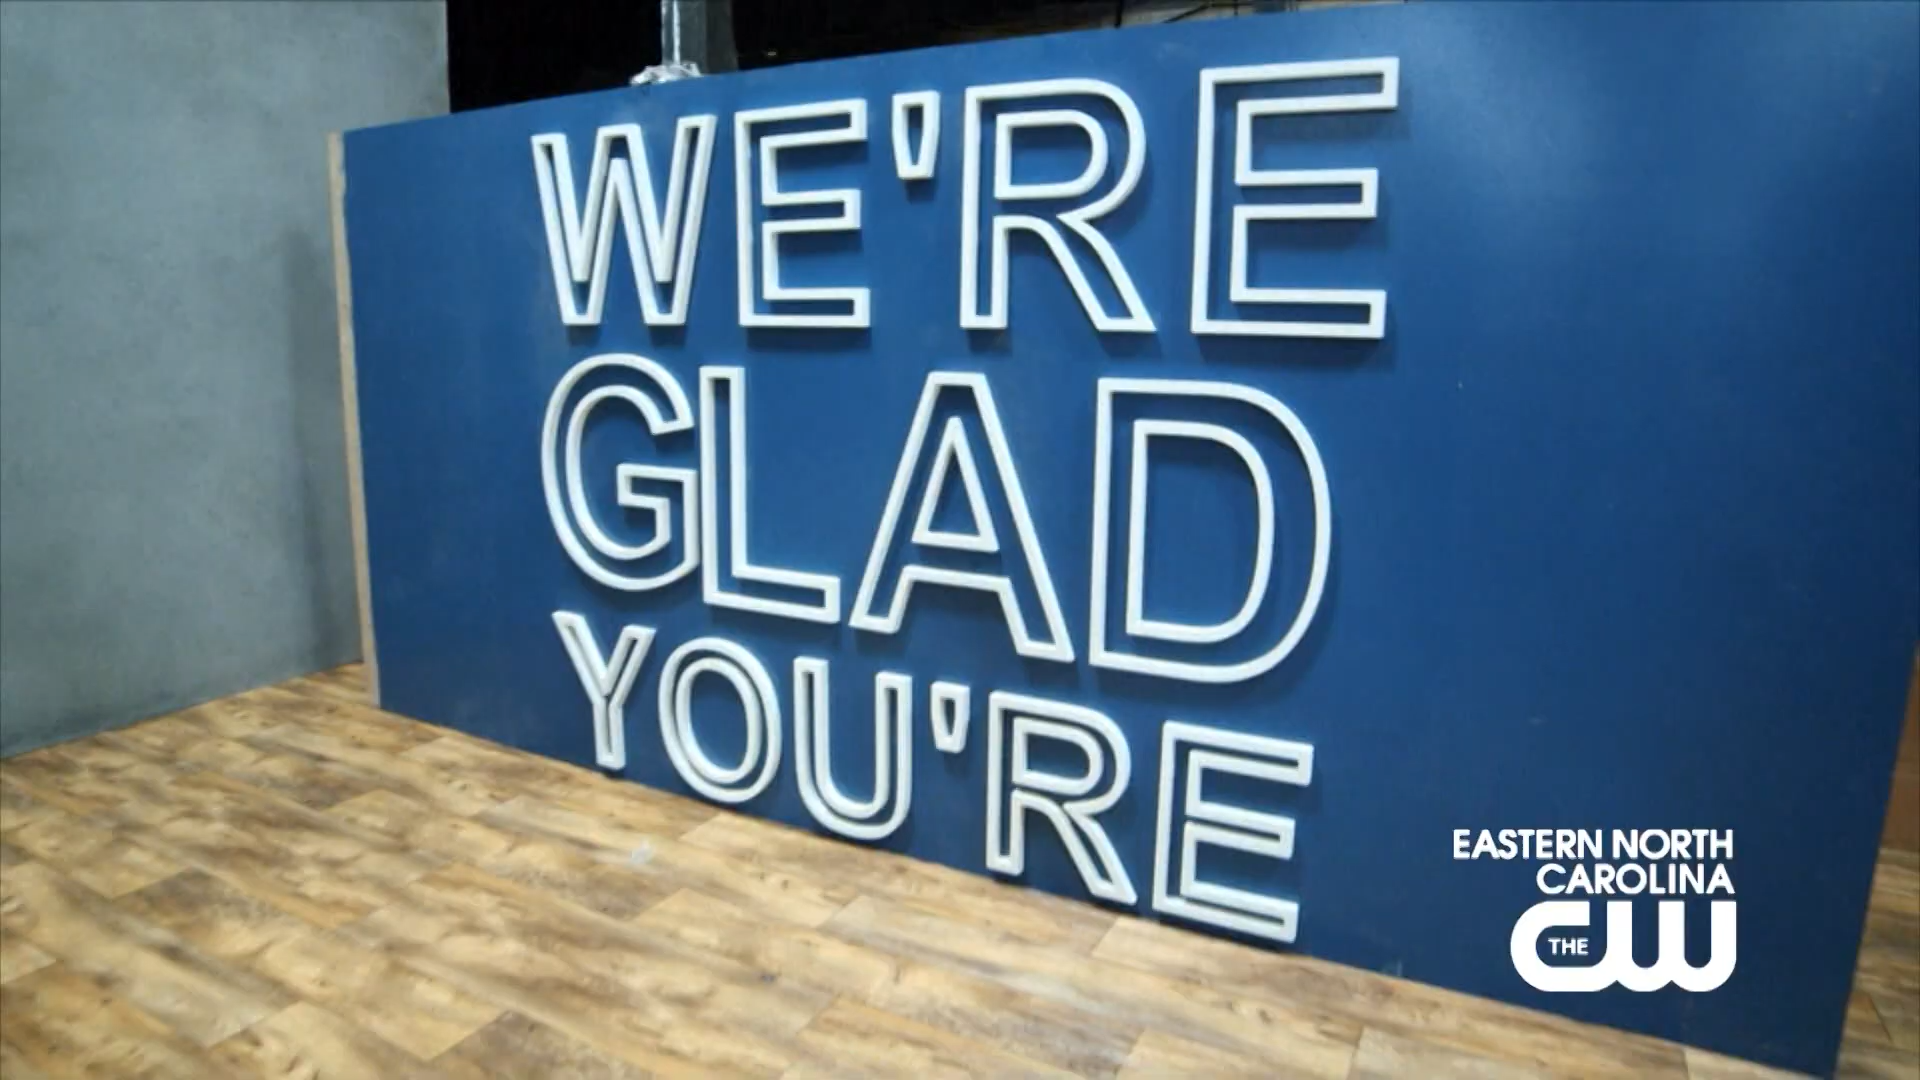 WE'RE
GLAD
YOU'RE
EASTERN NORTH
CAROLINA
THE CW